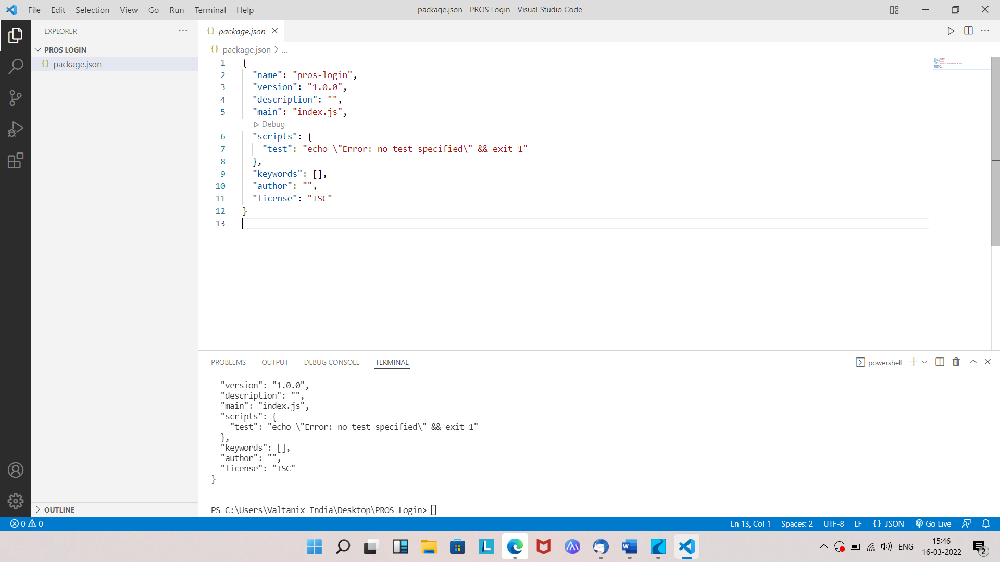 File Edit Selection View Go Run Terminal Help
package.json - PROS Login - Visual Studio Code
EXPLORER
PROS LOGIN
{} package.json
{} package.json
{} package.json > ...
1 {
2 "name": "pros-login",
3 "version": "1.0.0",
4 "description": "",
5 "main": "index.js",
Debug
6 "scripts": {
7 "test": "echo \"Error: no test specified\" && exit 1"
8 },
9 "keywords": [],
10 "author": "",
11 "license": "ISC"
12 }
13
PROBLEMS OUTPUT DEBUG CONSOLE TERMINAL
powershell
"version": "1.0.0",
"description": "",
"main": "index.js",
"scripts": {
"test": "echo \"Error: no test specified\" && exit 1"
},
"keywords": [],
"author": "",
"license": "ISC"
}
PS C:\Users\Valtanix India\Desktop\PROS Login>
OUTLINE
0 0
Ln 13, Col 1 Spaces: 2 UTF-8 LF {} JSON Go Live
L
W
ENG
15:46
16-03-2022
2